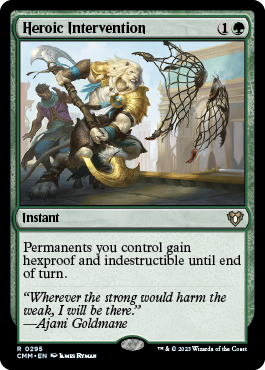 Heroic Intervention 1
Instant
Permanents you control gain
hexproof and indestructible until end
of turn.
“Wherever the strong would harm the
weak, I will be there.”
—Ajani Goldmane
R 0295
CMM • EN James Ryman
™ & © 2023 Wizards of the Coast